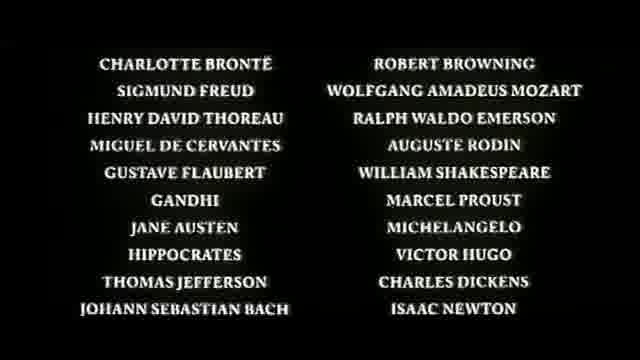 CHARLOTTE BRONTË
SIGMUND FREUD
HENRY DAVID THOREAU
MIGUEL DE CERVANTES
GUSTAVE FLAUBERT
GANDHI
JANE AUSTEN
HIPPOCRATES
THOMAS JEFFERSON
JOHANN SEBASTIAN BACH
ROBERT BROWNING
WOLFGANG AMADEUS MOZART
RALPH WALDO EMERSON
AUGUSTE RODIN
WILLIAM SHAKESPEARE
MARCEL PROUST
MICHELANGELO
VICTOR HUGO
CHARLES DICKENS
ISAAC NEWTON